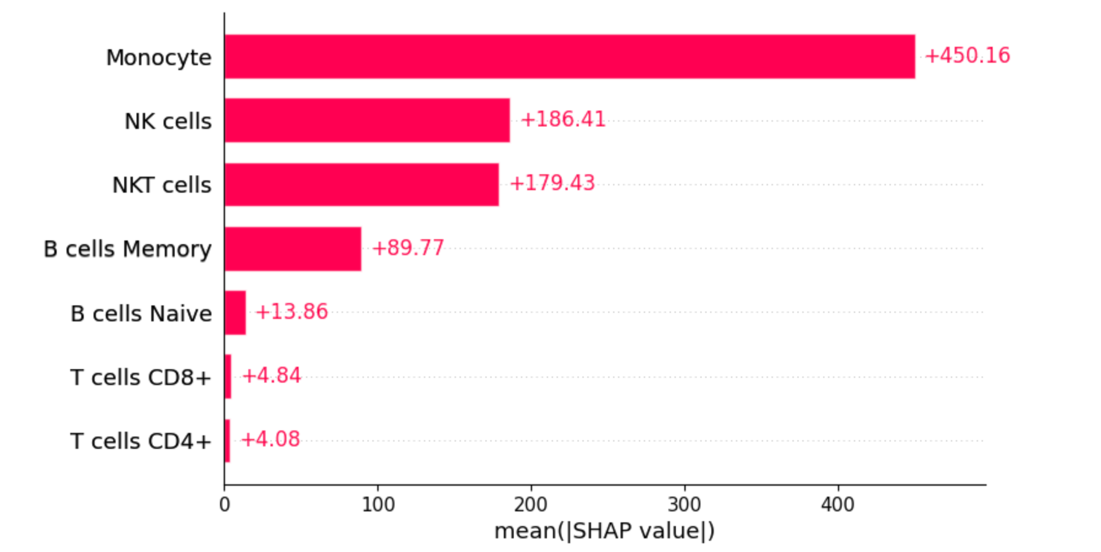 Monocyte +450.16
NK cells +186.41
NKT cells +179.43
B cells Memory +89.77
B cells Naive +13.86
T cells CD8+ +4.84
T cells CD4+ +4.08
0 100 200 300 400
mean(|SHAP value|)